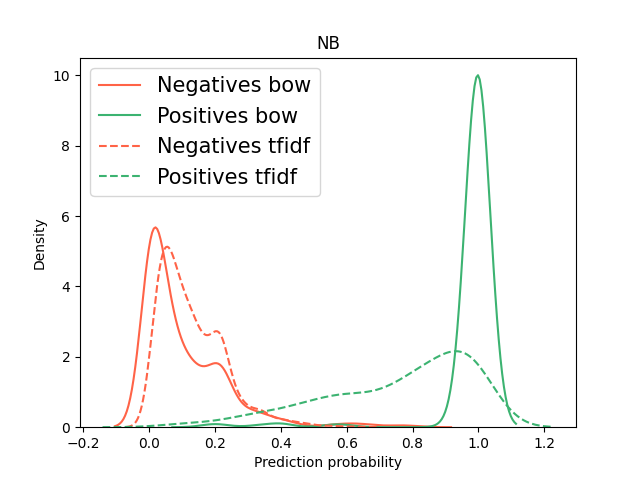 NB
Negatives bow
Positives bow
Negatives tfidf
Positives tfidf
Density
10
8
6
4
2
0
−0.2 0.0 0.2 0.4 0.6 0.8 1.0 1.2
Prediction probability